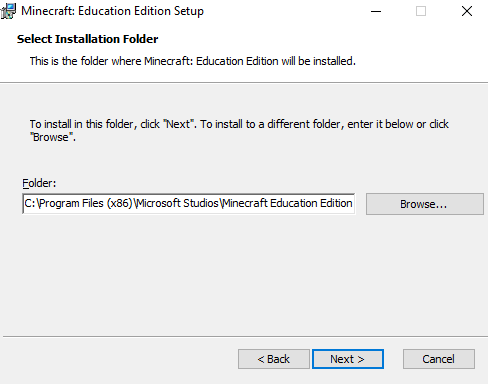 Minecraft: Education Edition Setup
Select Installation Folder
This is the folder where Minecraft: Education Edition will be installed.
To install in this folder, click "Next". To install to a different folder, enter it below or click
"Browse".
Folder:
C:\Program Files (x86)\Microsoft Studios\Minecraft Education Edition
Browse...
< Back
Next >
Cancel